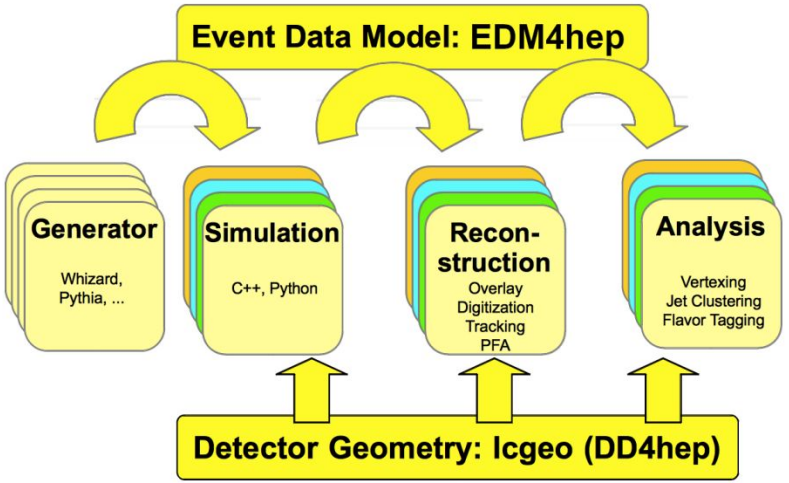 Event Data Model: EDM4hep
Generator
Whizard,
Pythia, ...
Simulation
C++, Python
Recon-
struction
Overlay
Digitization
Tracking
PFA
Analysis
Vertexing
Jet Clustering
Flavor Tagging
Detector Geometry: lcgeo (DD4hep)